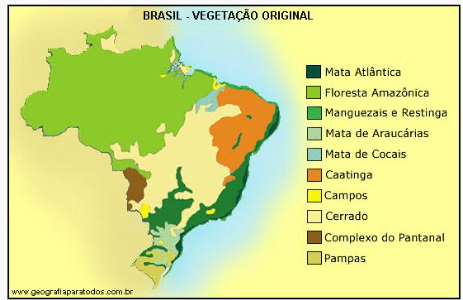 BRASIL - VEGETAÇÃO ORIGINAL
Mata Atlântica
Floresta Amazônica
Manguezais e Restinga
Mata de Araucárias
Mata de Cocais
Caatinga
Campos
Cerrado
Complexo do Pantanal
Pampas
www.geografiaparatodos.com.br